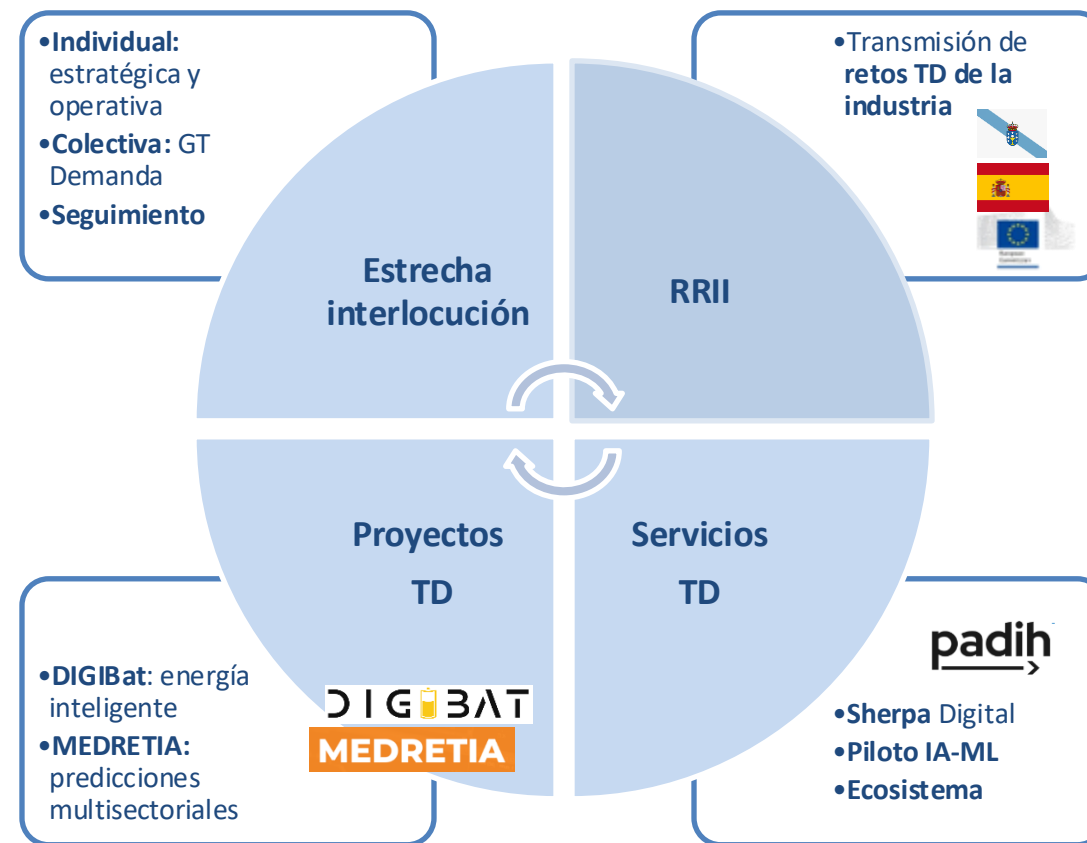 •Individual:
estratégica y
operativa
•Colectiva: GT
Demanda
•Seguimiento
•Transmisión de
retos TD de la
industria
Estrecha
interlocución
RRII
Proyectos
TD
Servicios
TD
•DIGIBat: energía
inteligente
•MEDRETIA:
predicciones
multisectoriales
DIGIBAT
MEDRETIA
padih
•Sherpa Digital
•Piloto IA-ML
•Ecosistema